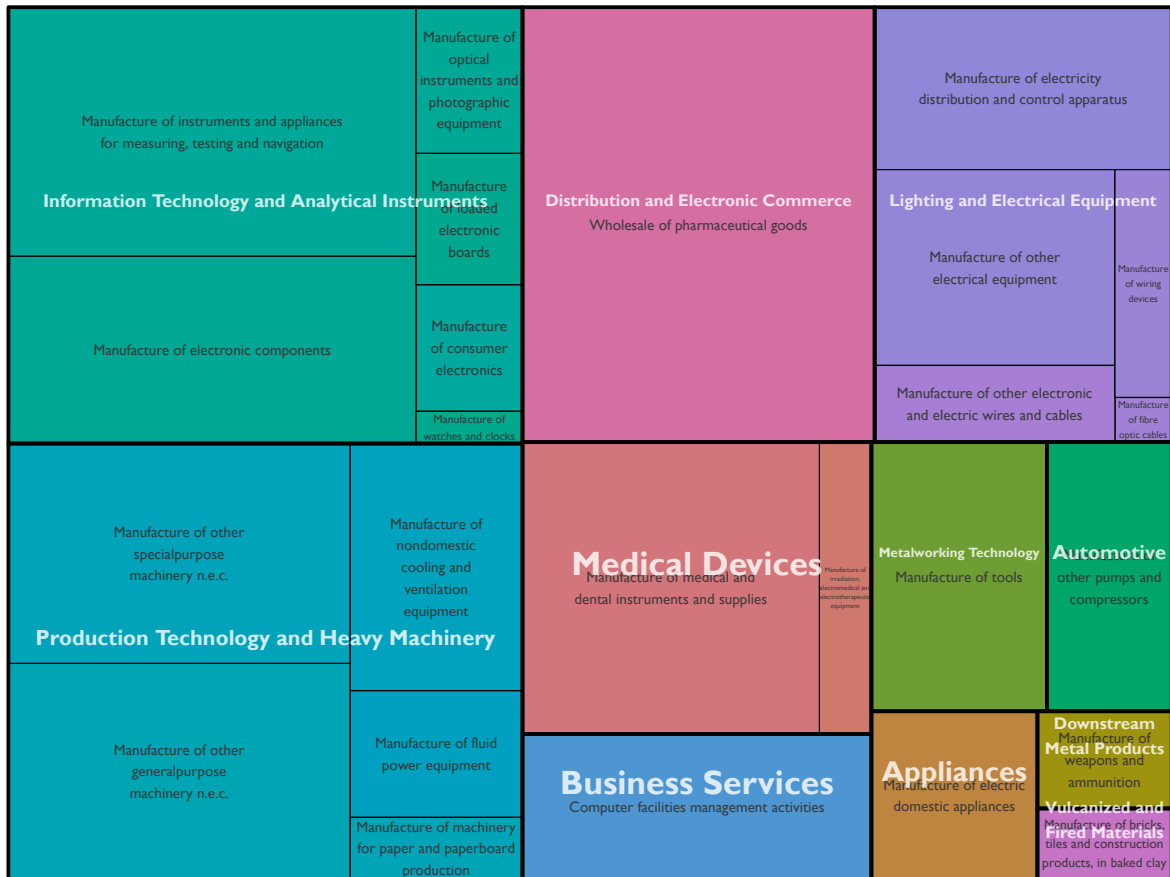 Manufacture of instruments and appliances
for measuring, testing and navigation
Manufacture of
optical
instruments and
photographic
equipment
Information Technology and Analytical Instruments
Manufacture
of loaded
electronic
boards
Manufacture of electronic components
Manufacture
of consumer
electronics
Manufacture of
watches and clocks
Distribution and Electronic Commerce
Wholesale of pharmaceutical goods
Manufacture of electricity
distribution and control apparatus
Lighting and Electrical Equipment
Manufacture of other
electrical equipment
Manufacture
of wiring
devices
Manufacture of other electronic
and electric wires and cables
Manufacture
of fibre
optic cables
Manufacture of other
specialpurpose
machinery n.e.c.
Manufacture of
nondomestic
cooling and
ventilation
equipment
Production Technology and Heavy Machinery
Manufacture of other
generalpurpose
machinery n.e.c.
Manufacture of fluid
power equipment
Manufacture of machinery
for paper and paperboard
production
Medical Devices
Manufacture of medical and
dental instruments and supplies
Manufacture of
irradiation,
electromedical and
electrotherapeutic
equipment
Business Services
Computer facilities management activities
Metalworking Technology
Manufacture of tools
Automotive
other pumps and
compressors
Appliances
Manufacture of electric
domestic appliances
Downstream
Metal Products
Manufacture of
weapons and
ammunition
Vulcanized and
Fired Materials
Manufacture of bricks,
tiles and construction
products, in baked clay